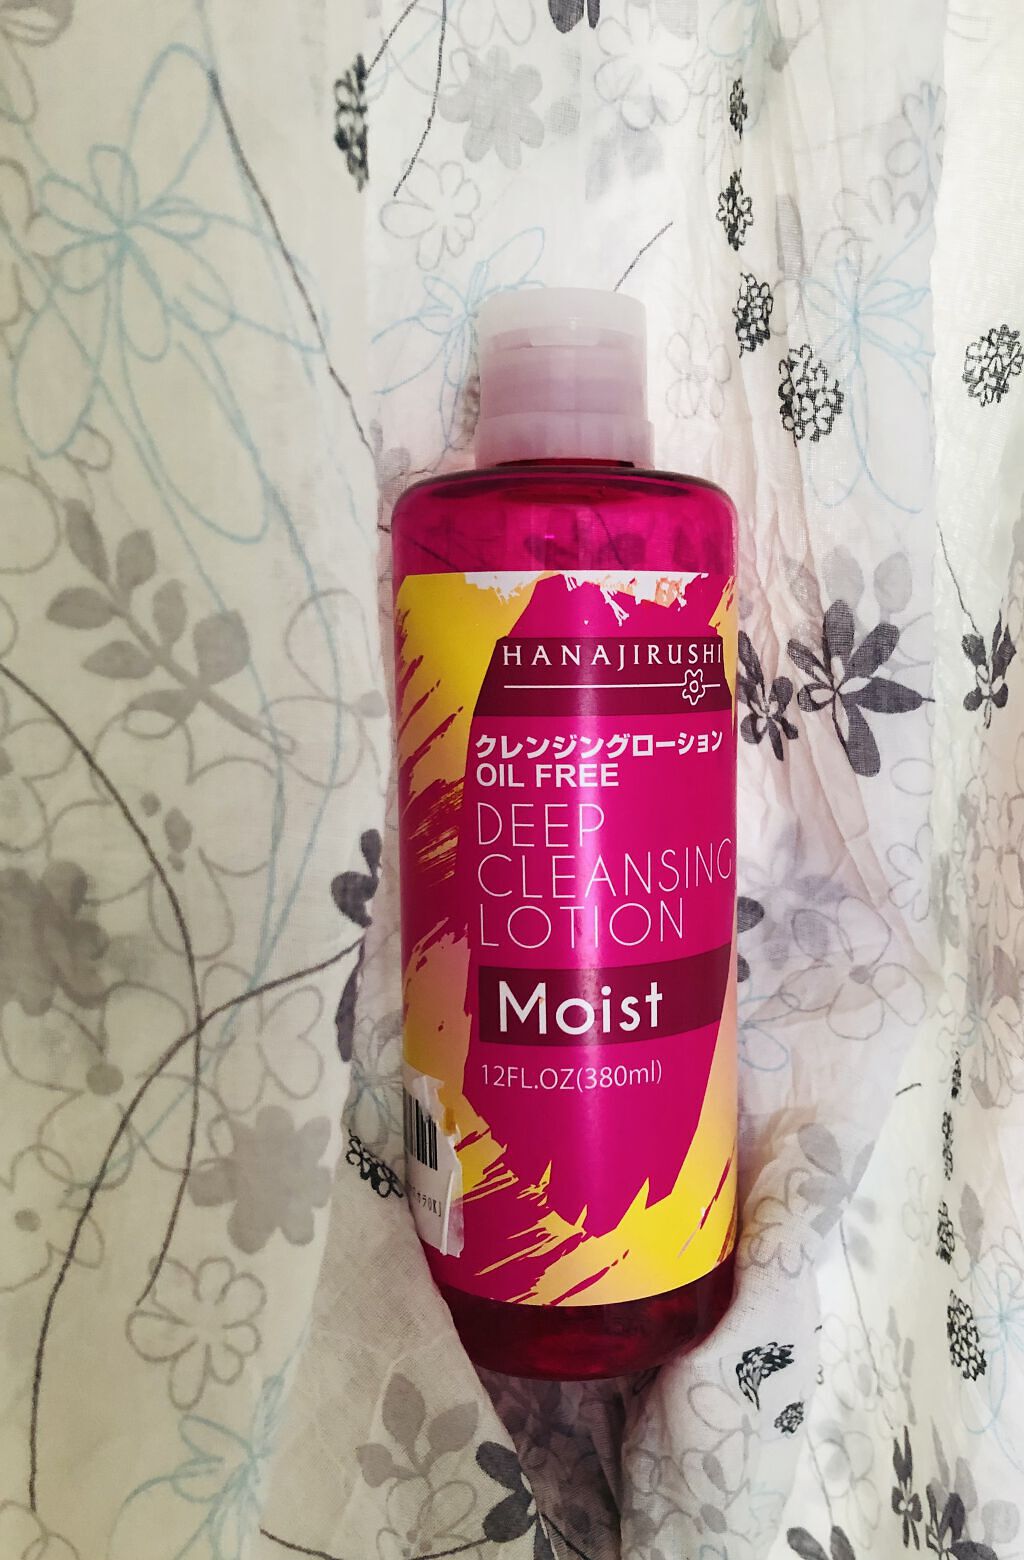 HANAJIRUSHI
クレンジングローション
OIL FREE
DEEP
CLEANSING
LOTION
Moist
12FL.OZ(380ml)